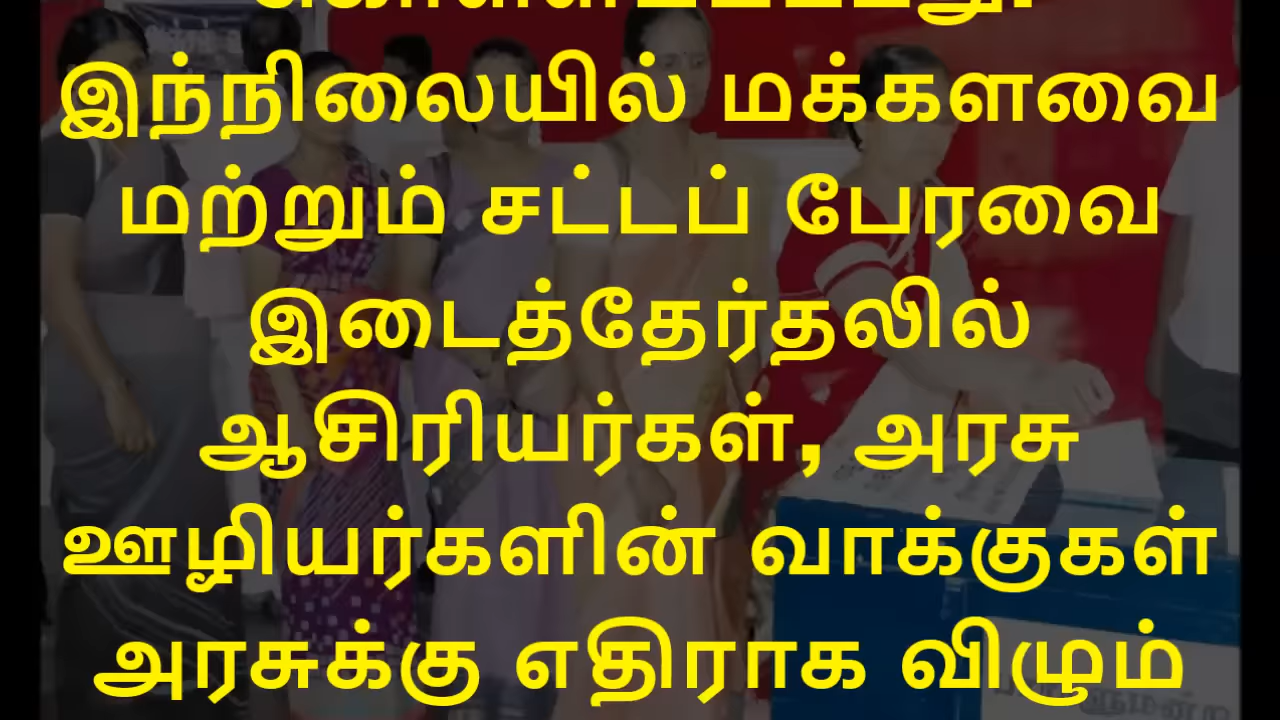 இந்நிலையில் மக்களவை
மற்றும் சட்டப் பேரவை
இடைத்தேர்தலில்
ஆசிரியர்கள், அரசு
ஊழியர்களின் வாக்குகள்
அரசுக்கு எதிராக விழும்